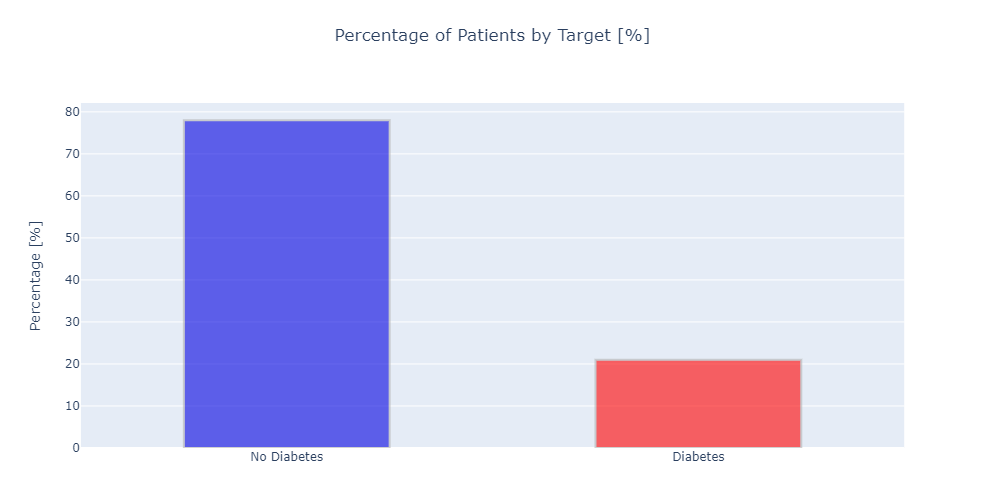 Percentage of Patients by Target [%]
Percentage [%]
80
70
60
50
40
30
20
10
0
No Diabetes
Diabetes